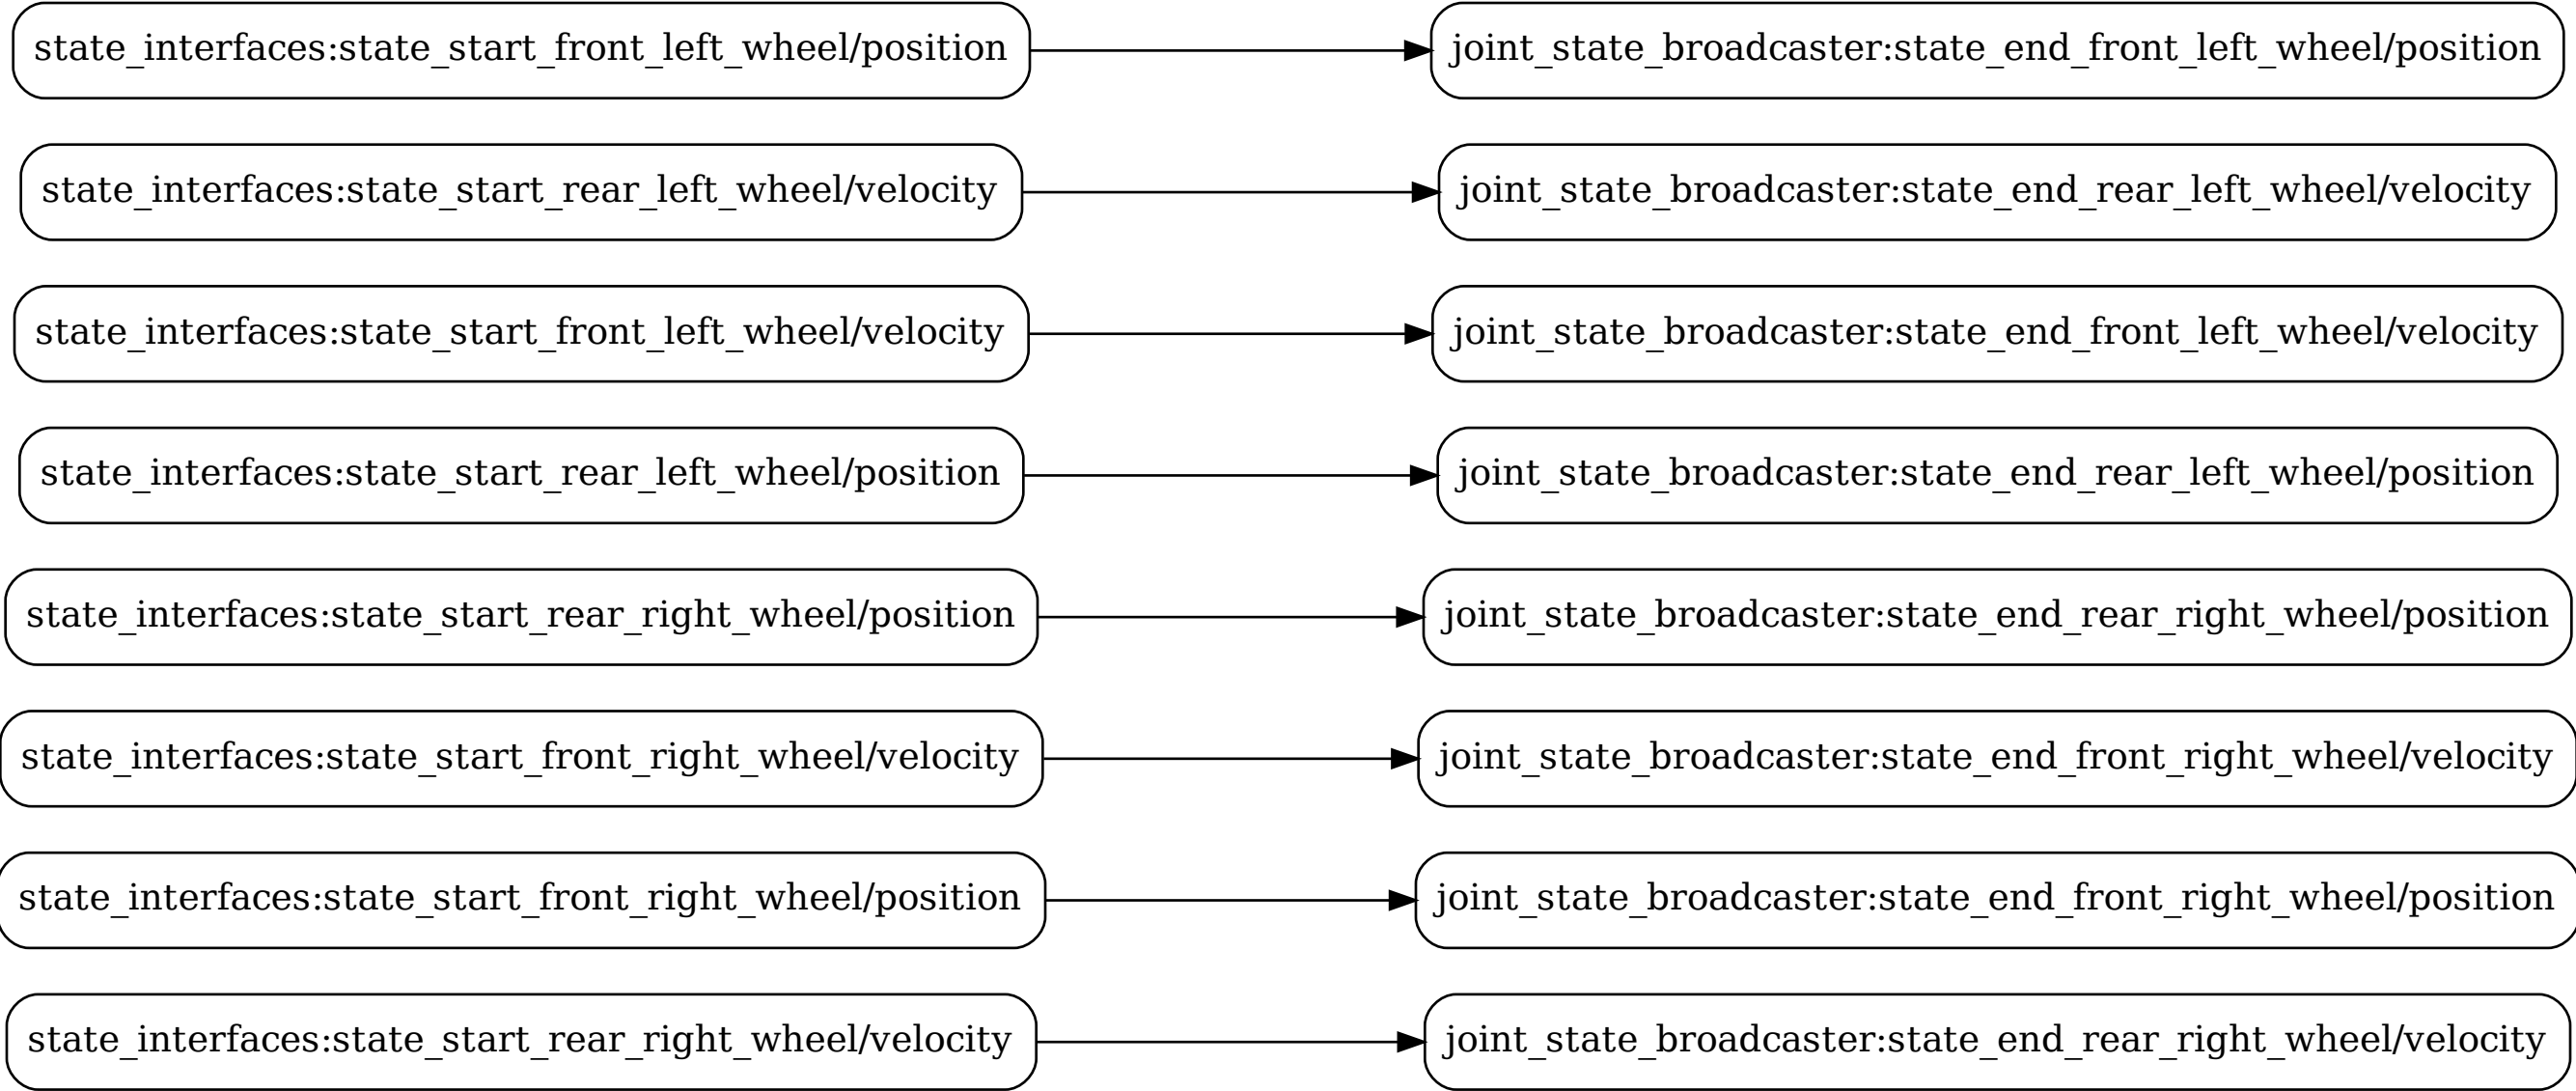 state_interfaces:state_start_front_left_wheel/position joint_state_broadcaster:state_end_front_left_wheel/position
state_interfaces:state_start_rear_left_wheel/velocity joint_state_broadcaster:state_end_rear_left_wheel/velocity
state_interfaces:state_start_front_left_wheel/velocity joint_state_broadcaster:state_end_front_left_wheel/velocity
state_interfaces:state_start_rear_left_wheel/position joint_state_broadcaster:state_end_rear_left_wheel/position
state_interfaces:state_start_rear_right_wheel/position joint_state_broadcaster:state_end_rear_right_wheel/position
state_interfaces:state_start_front_right_wheel/velocity joint_state_broadcaster:state_end_front_right_wheel/velocity
state_interfaces:state_start_front_right_wheel/position joint_state_broadcaster:state_end_front_right_wheel/position
state_interfaces:state_start_rear_right_wheel/velocity joint_state_broadcaster:state_end_rear_right_wheel/velocity